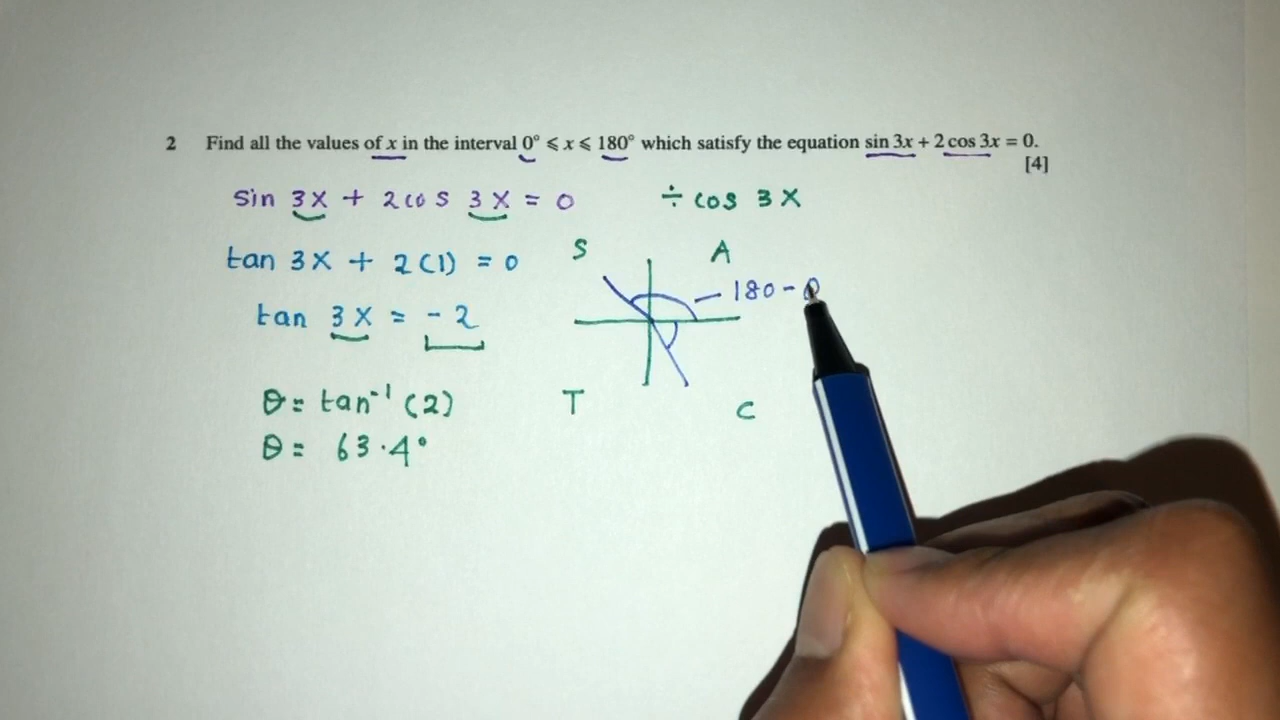 2 Find all the values of x in the interval 0° ⩽ x ⩽ 180° which satisfy the equation sin 3x + 2 cos 3x = 0.
[4]
sin 3x + 2cos 3x = 0
÷ cos 3x
tan 3x + 2(1) = 0
S
A
tan 3x = -2
180-θ
θ = tan⁻¹(2)
T
C
θ = 63.4°